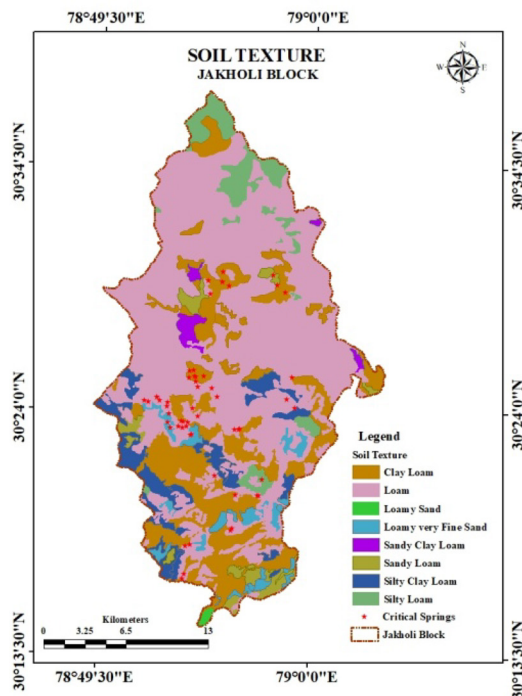 78°49'30"E 79°0'0"E
SOIL TEXTURE
JAKHOLI BLOCK
N
W E
S
30°34'30"N 30°34'30"N
30°24'0"N 30°24'0"N
Legend
Soil Texture
Clay Loam
Loam
Loamy Sand
Loamy very Fine Sand
Sandy Clay Loam
Sandy Loam
Silty Clay Loam
Silty Loam
Critical Springs
Jakholi Block
Kilometers
0 3.25 6.5 13
30°13'30"N 30°13'30"N
78°49'30"E 79°0'0"E